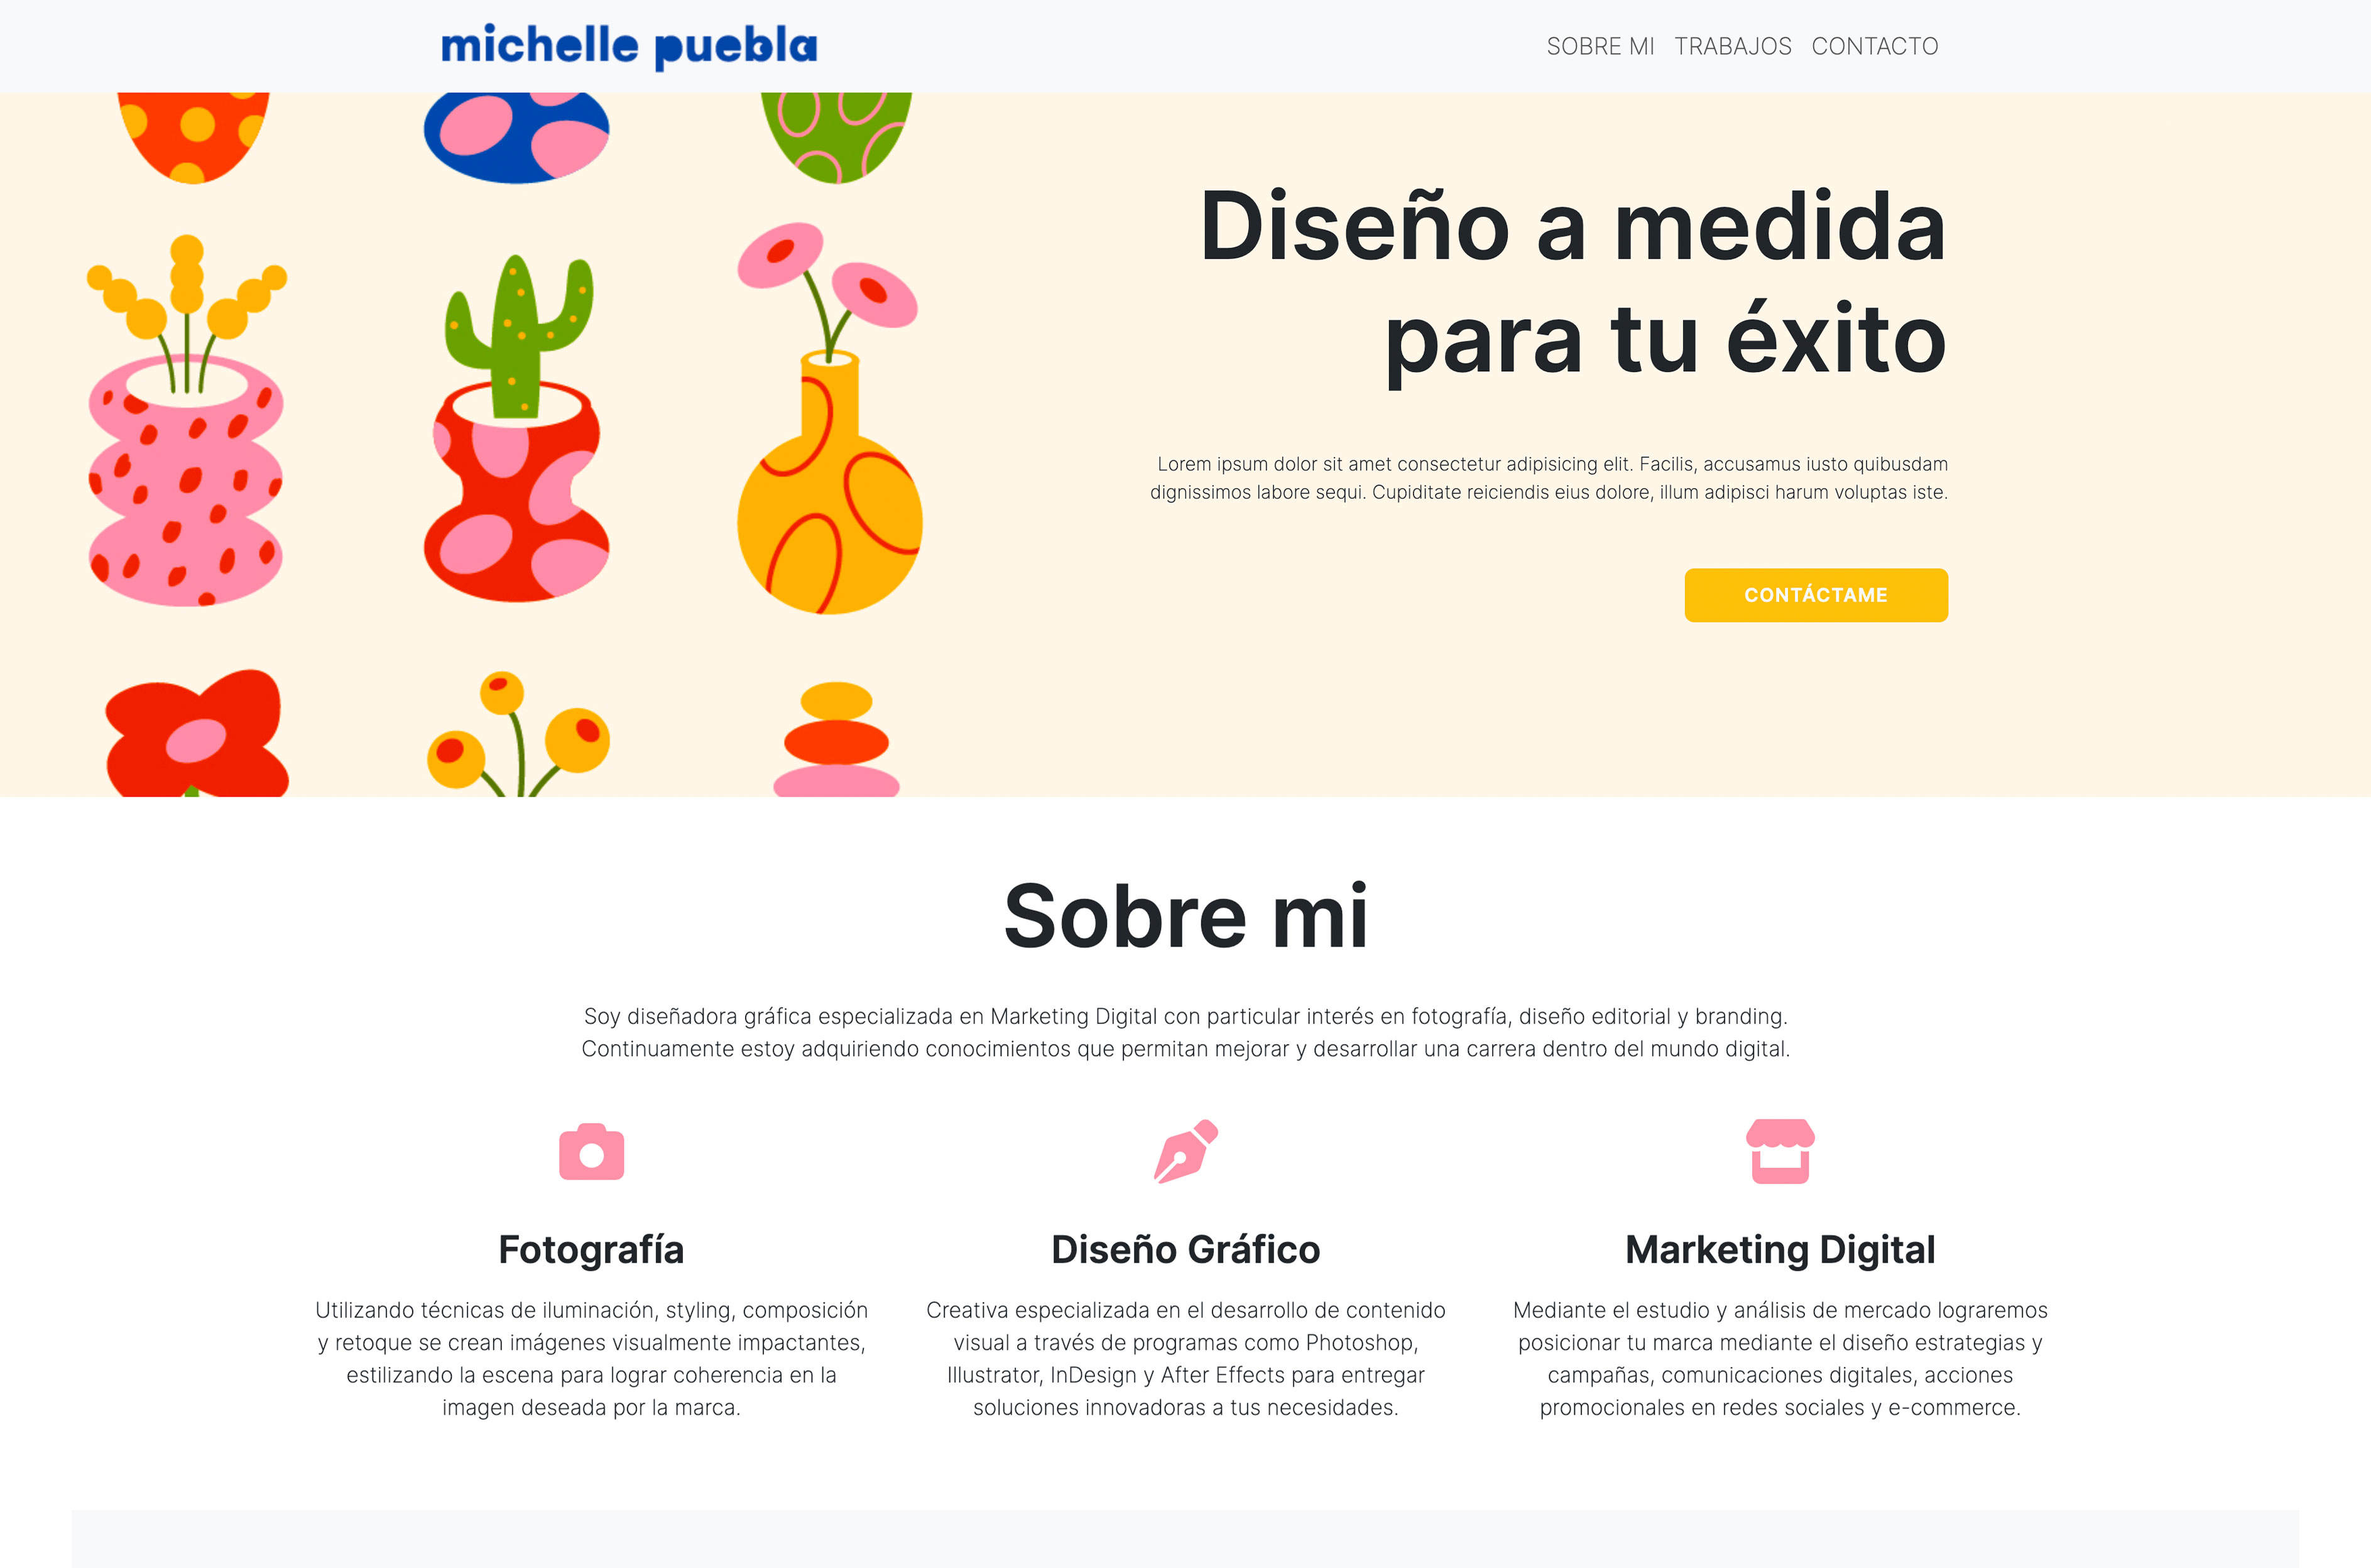 michelle puebla
SOBRE MI TRABAJOS CONTACTO
Diseño a medida
para tu éxito
Lorem ipsum dolor sit amet consectetur adipisicing elit. Facilis, accusamus iusto quibusdam
dignissimos labore sequi. Cupiditate reiciendis eius dolore, illum adipisci harum voluptas iste.
CONTÁCTAME
Sobre mi
Soy diseñadora gráfica especializada en Marketing Digital con particular interés en fotografía, diseño editorial y branding.
Continuamente estoy adquiriendo conocimientos que permitan mejorar y desarrollar una carrera dentro del mundo digital.
Fotografía
Utilizando técnicas de iluminación, styling, composición
y retoque se crean imágenes visualmente impactantes,
estilizando la escena para lograr coherencia en la
imagen deseada por la marca.
Diseño Gráfico
Creativa especializada en el desarrollo de contenido
visual a través de programas como Photoshop,
Illustrator, InDesign y After Effects para entregar
soluciones innovadoras a tus necesidades.
Marketing Digital
Mediante el estudio y análisis de mercado lograremos
posicionar tu marca mediante el diseño estrategias y
campañas, comunicaciones digitales, acciones
promocionales en redes sociales y e-commerce.